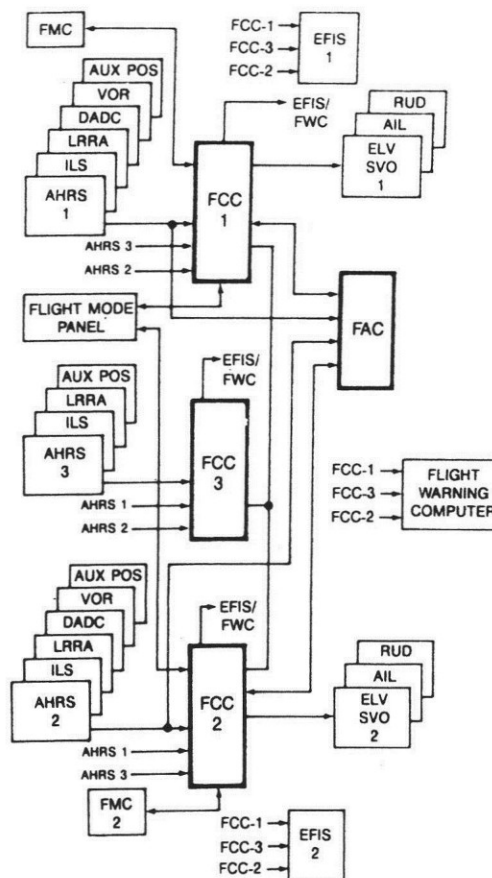 FMC
FCC-1
FCC-3
FCC-2
EFIS
1
AUX POS
VOR
DADC
LRRA
ILS
AHRS
1
EFIS/
FWC
RUD
AIL
ELV
SVO
1
FCC
1
AHRS 3
AHRS 2
FLIGHT MODE
PANEL
FAC
EFIS/
FWC
AUX POS
LRRA
ILS
AHRS
3
FCC
3
AHRS 1
AHRS 2
FCC-1
FCC-3
FCC-2
FLIGHT
WARNING
COMPUTER
AUX POS
VOR
DADC
LRRA
ILS
AHRS
2
EFIS/
FWC
RUD
AIL
ELV
SVO
2
FCC
2
AHRS 1
AHRS 3
FMC
2
FCC-1
FCC-3
FCC-2
EFIS
2